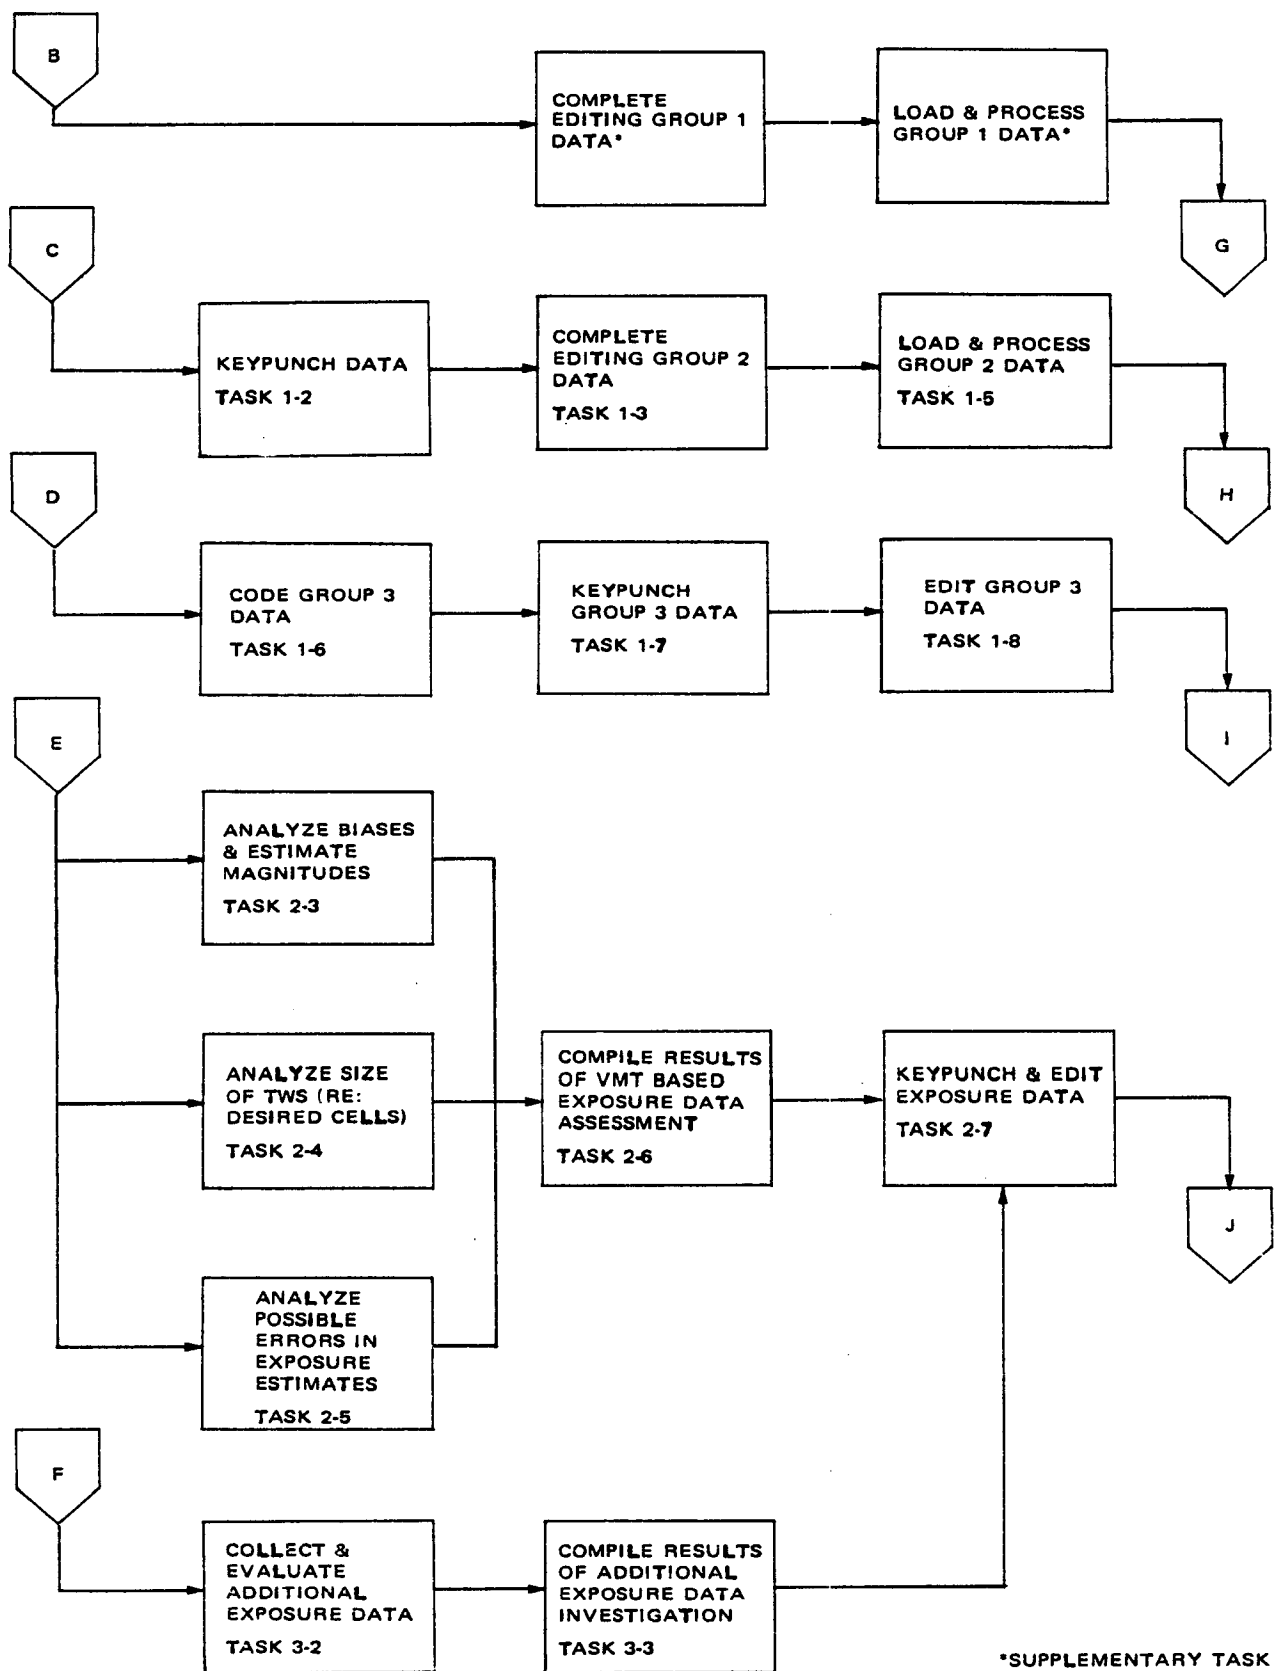 B
COMPLETE
EDITING GROUP 1
DATA*
LOAD & PROCESS
GROUP 1 DATA*
G
C
KEYPUNCH DATA
TASK 1-2
COMPLETE
EDITING GROUP 2
DATA
TASK 1-3
LOAD & PROCESS
GROUP 2 DATA
TASK 1-5
H
D
CODE GROUP 3
DATA
TASK 1-6
KEYPUNCH
GROUP 3 DATA
TASK 1-7
EDIT GROUP 3
DATA
TASK 1-8
I
E
ANALYZE BIASES
& ESTIMATE
MAGNITUDES
TASK 2-3
ANALYZE SIZE
OF TWS (RE:
DESIRED CELLS)
TASK 2-4
ANALYZE
POSSIBLE
ERRORS IN
EXPOSURE
ESTIMATES
TASK 2-5
COMPILE RESULTS
OF VMT BASED
EXPOSURE DATA
ASSESSMENT
TASK 2-6
KEYPUNCH & EDIT
EXPOSURE DATA
TASK 2-7
J
F
COLLECT &
EVALUATE
ADDITIONAL
EXPOSURE DATA
TASK 3-2
COMPILE RESULTS
OF ADDITIONAL
EXPOSURE DATA
INVESTIGATION
TASK 3-3
*SUPPLEMENTARY TASK